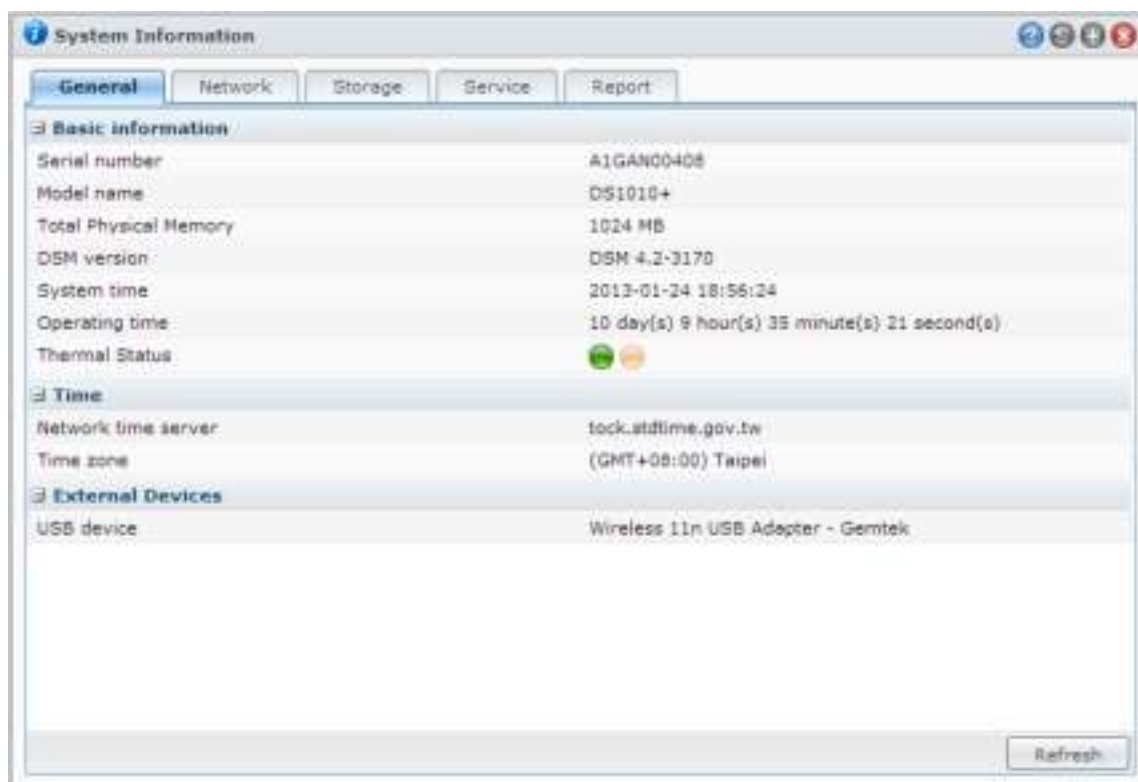 System Information
General Network Storage Service Report
Basic information
Serial number A1GAN00408
Model name DS1010+
Total Physical Memory 1024 MB
DSM version DSM 4.2-3170
System time 2013-01-24 18:56:24
Operating time 10 day(s) 9 hour(s) 35 minute(s) 21 second(s)
Thermal Status
Time
Network time server tock.stdtime.gov.tw
Time zone (GMT+08:00) Taipei
External Devices
USB device Wireless 11n USB Adapter - Gemtek
Refresh